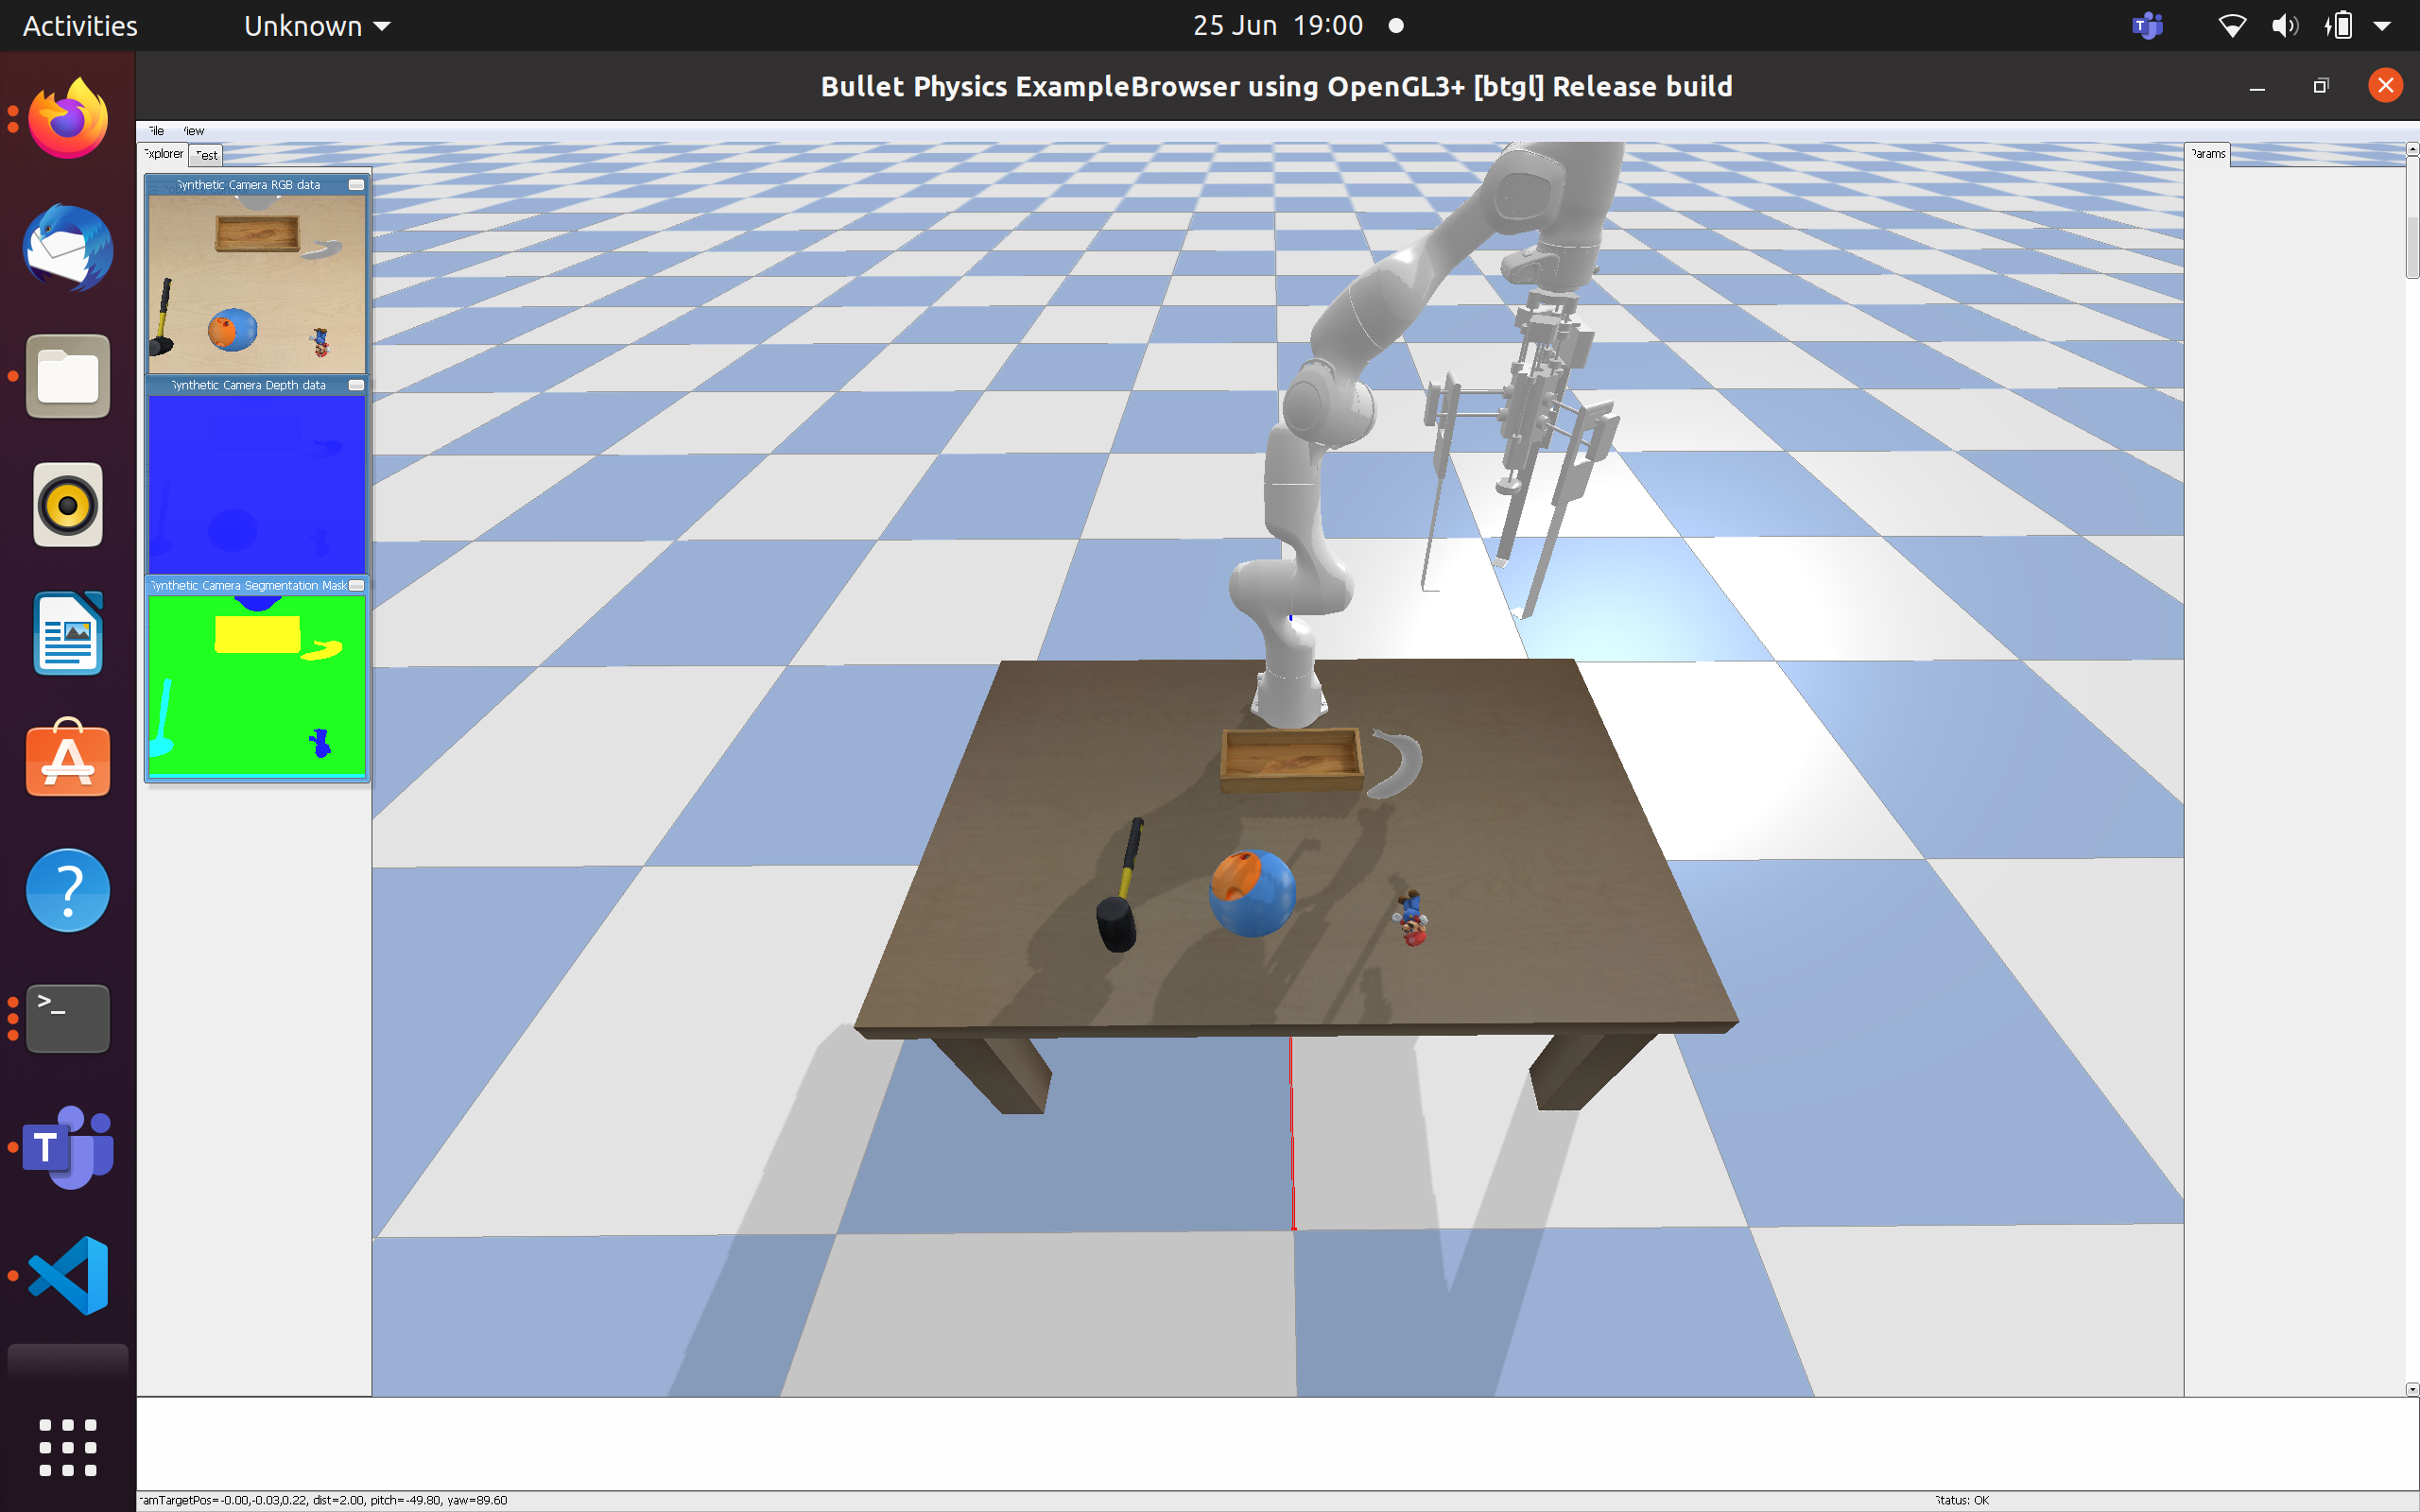 Activities
Unknown
25 Jun 19:00
Bullet Physics ExampleBrowser using OpenGL3+ [btgl] Release build
File View
Explorer Test
Params
Synthetic Camera RGB data
Synthetic Camera Depth data
Synthetic Camera Segmentation Mask
A
?
>_
T
camTargetPos=-0.00,-0.03,0.22, dist=2.00, pitch=-49.80, yaw=89.60
Status: OK